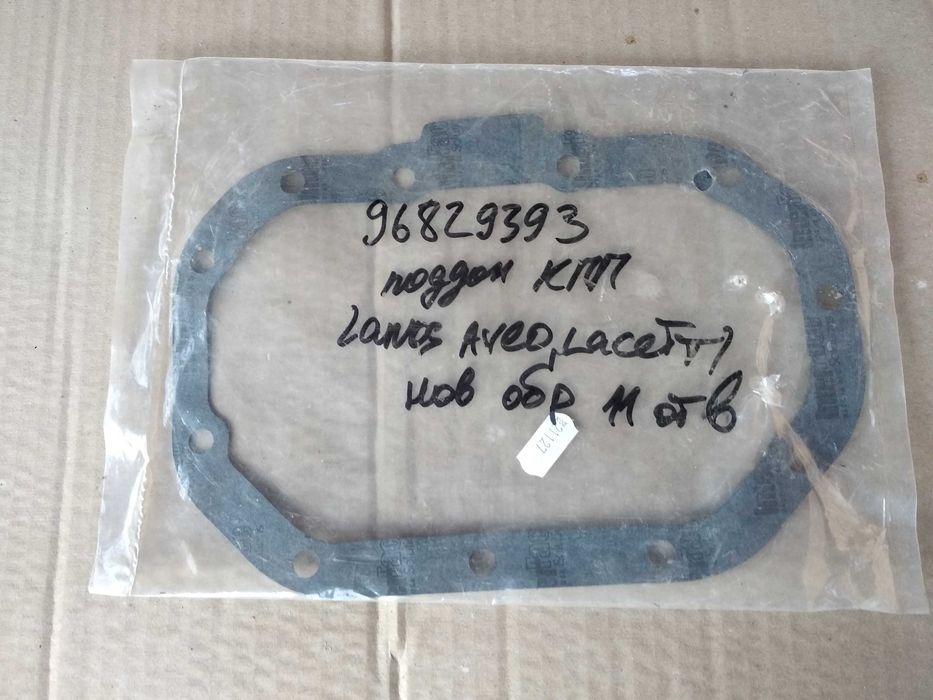 96829393
поддон КПП
Lanos Aveo, Lacetti
нов обр 11 отв